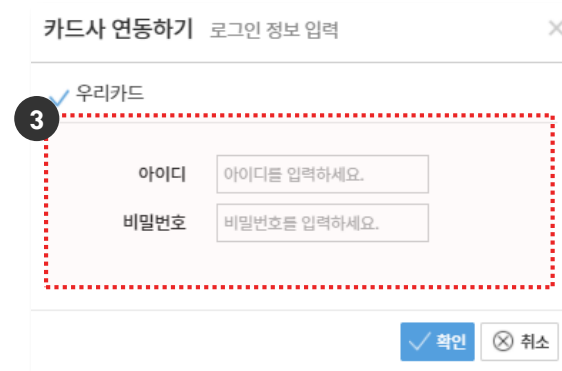 카드사 연동하기 로그인 정보 입력
우리카드
3
아이디 아이디를 입력하세요.
비밀번호 비밀번호를 입력하세요.
확인 취소